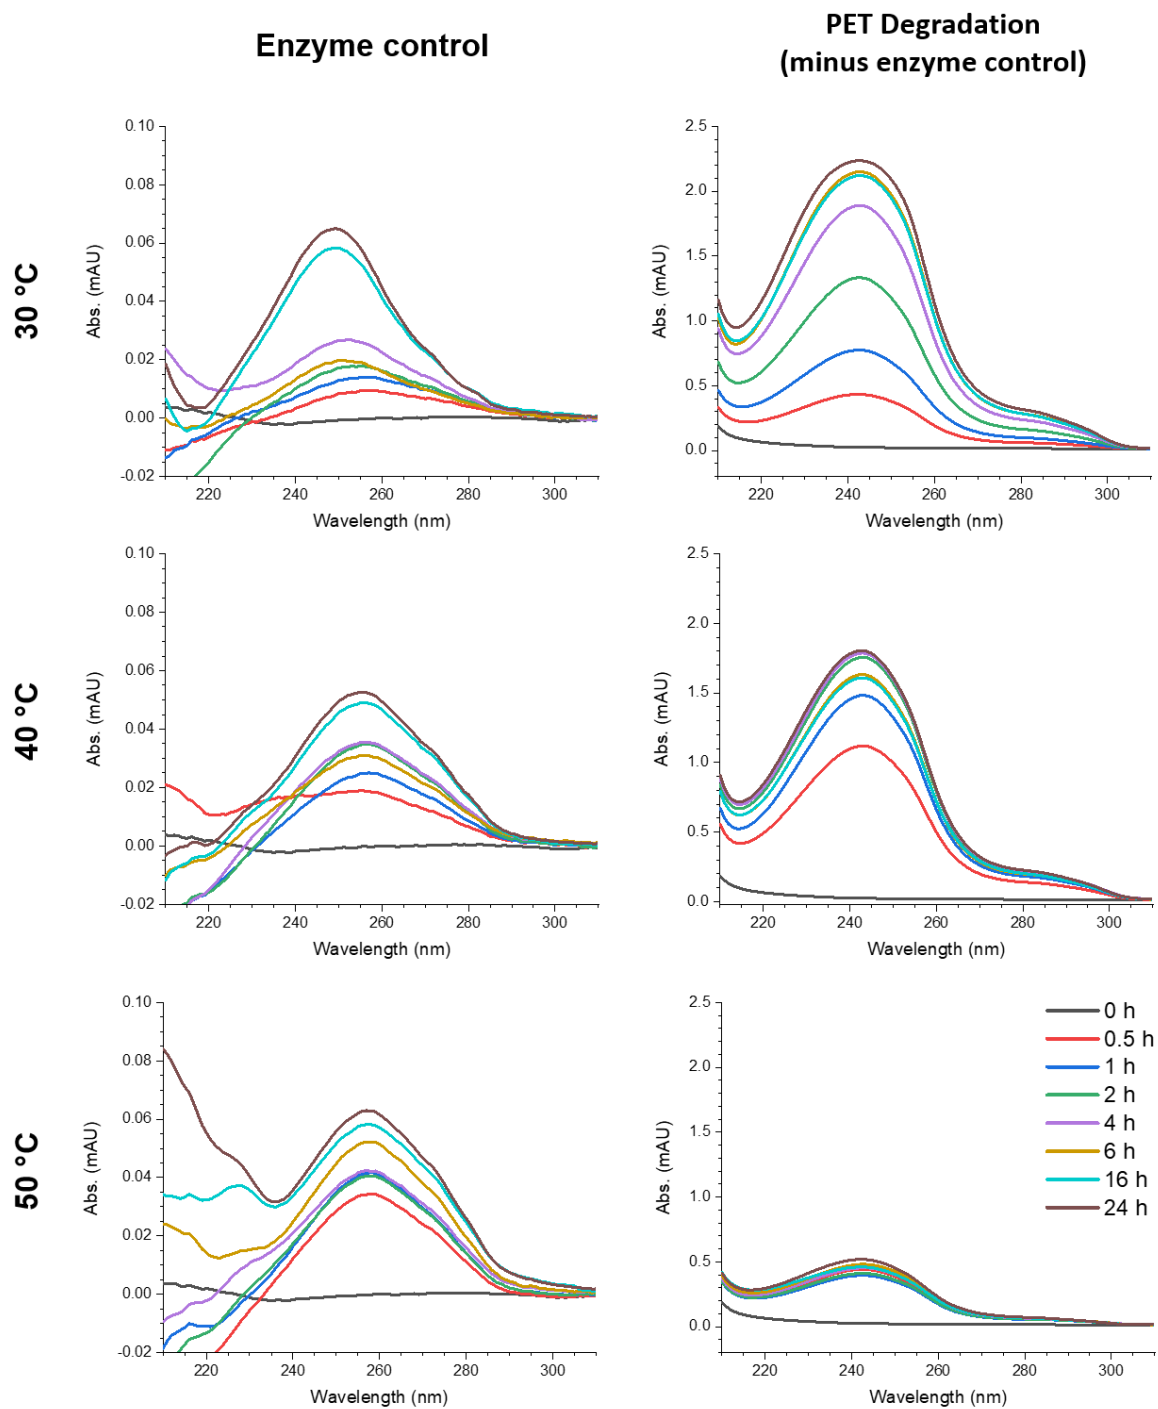 Enzyme control
PET Degradation
(minus enzyme control)
30 °C
0.10
0.08
0.06
0.04
0.02
0.00
-0.02
Abs. (mAU)
220 240 260 280 300
Wavelength (nm)
2.5
2.0
1.5
1.0
0.5
0.0
Abs. (mAU)
220 240 260 280 300
Wavelength (nm)
40 °C
0.10
0.08
0.06
0.04
0.02
0.00
-0.02
Abs. (mAU)
220 240 260 280 300
Wavelength (nm)
2.5
2.0
1.5
1.0
0.5
0.0
Abs. (mAU)
220 240 260 280 300
Wavelength (nm)
50 °C
0.10
0.08
0.06
0.04
0.02
0.00
-0.02
Abs. (mAU)
220 240 260 280 300
Wavelength (nm)
2.5
2.0
1.5
1.0
0.5
0.0
Abs. (mAU)
220 240 260 280 300
Wavelength (nm)
0 h
0.5 h
1 h
2 h
4 h
6 h
16 h
24 h